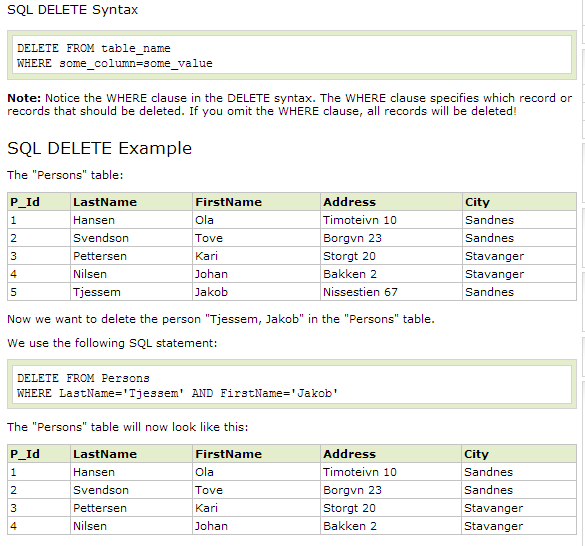 SQL DELETE Syntax
DELETE FROM table_name
WHERE some_column=some_value
Note: Notice the WHERE clause in the DELETE syntax. The WHERE clause specifies which record or
records that should be deleted. If you omit the WHERE clause, all records will be deleted!
SQL DELETE Example
The "Persons" table:
P_Id LastName FirstName Address City
1 Hansen Ola Timoteivn 10 Sandnes
2 Svendson Tove Borgvn 23 Sandnes
3 Pettersen Kari Storgt 20 Stavanger
4 Nilsen Johan Bakken 2 Stavanger
5 Tjessem Jakob Nissestien 67 Sandnes
Now we want to delete the person "Tjessem, Jakob" in the "Persons" table.
We use the following SQL statement:
DELETE FROM Persons
WHERE LastName='Tjessem' AND FirstName='Jakob'
The "Persons" table will now look like this:
P_Id LastName FirstName Address City
1 Hansen Ola Timoteivn 10 Sandnes
2 Svendson Tove Borgvn 23 Sandnes
3 Pettersen Kari Storgt 20 Stavanger
4 Nilsen Johan Bakken 2 Stavanger